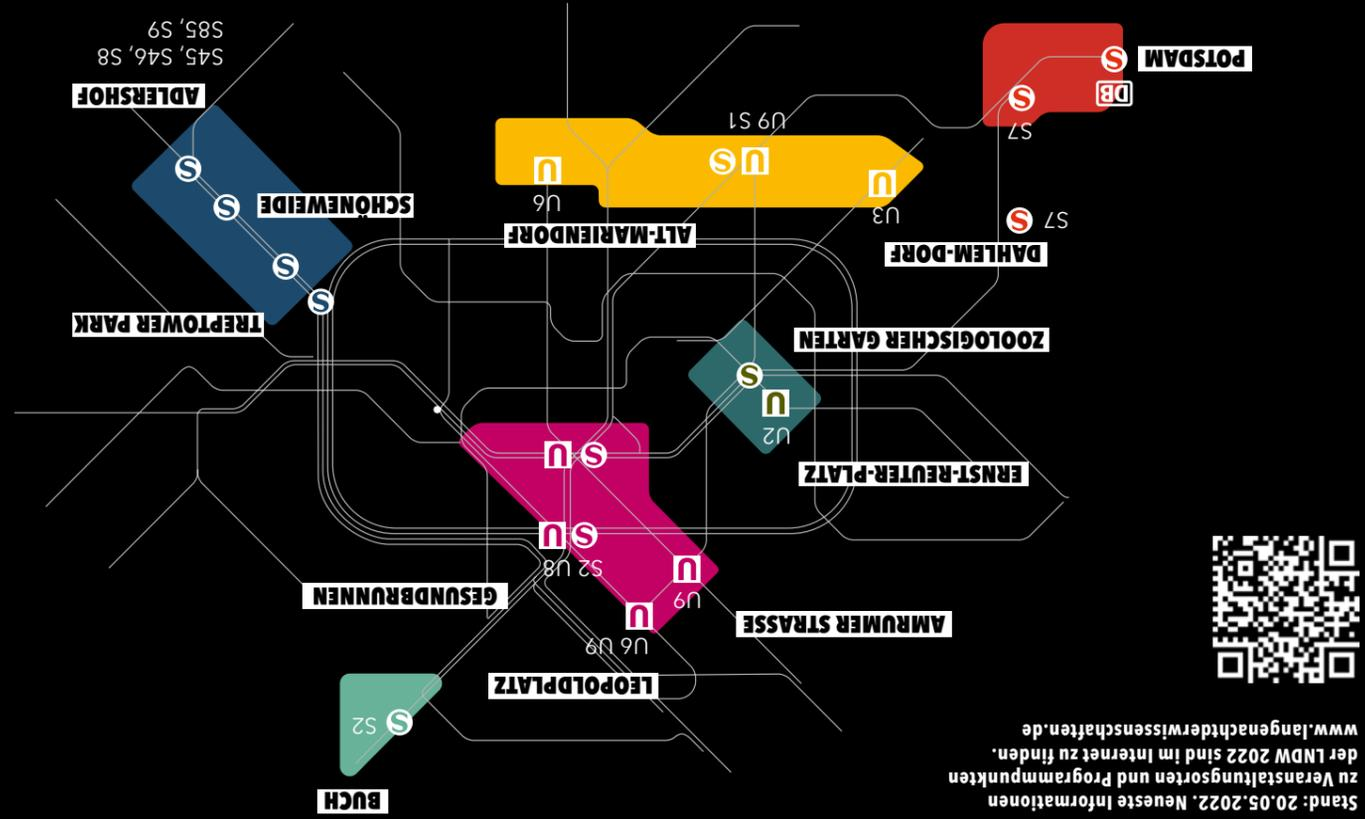 Stand: 20.05.2022. Neueste Informationen
zu Veranstaltungsorten und Programmpunkten
der LNDW 2022 sind im Internet zu finden.
www.langenachtderwissenschaften.de
BUCH
S
S2
LEOPOLDPLATZ
U6 U9
U
AMRUMER STRASSE
U9
U
GESUNDBRUNNEN
S2 U8
S U
S U
ERNST-REUTER-PLATZ
U2
U
S
ZOOLOGISCHER GARTEN
TREPTOWER PARK
S
S
SCHÖNEWEIDE
S
S
ADLERSHOF
S45, S46, S8
S85, S9
DAHLEM-DORF
S7
S
U3
U
ALT-MARIENDORF
U6
U
U S
U9 S1
S7
S
DB
S
POTSDAM